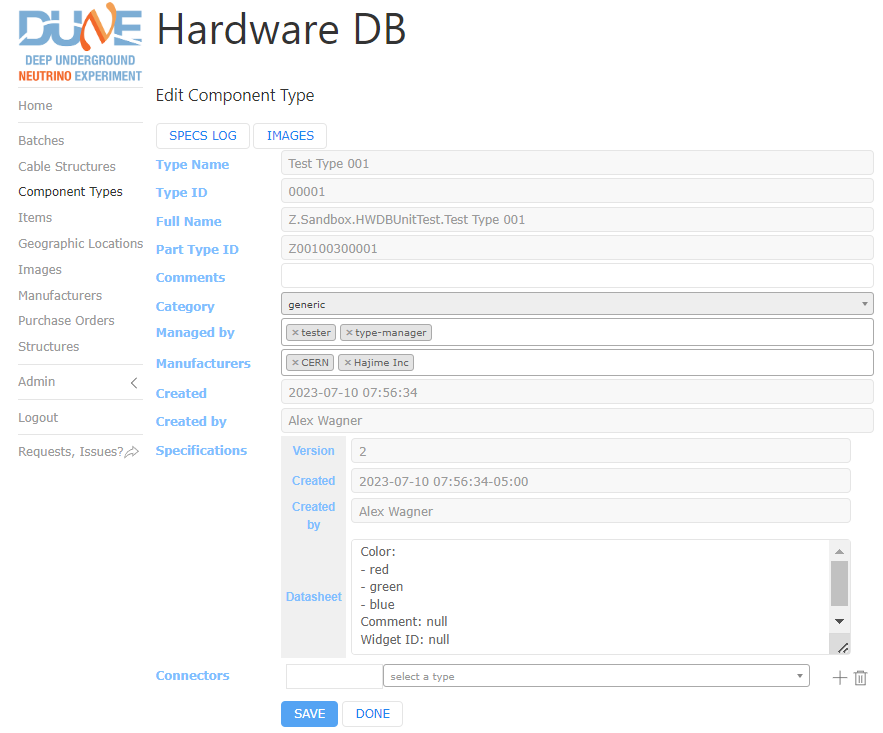 DUNE
DEEP UNDERGROUND
NEUTRINO EXPERIMENT
Hardware DB
Home
Batches
Cable Structures
Component Types
Items
Geographic Locations
Images
Manufacturers
Purchase Orders
Structures
Admin
Logout
Requests, Issues?
Edit Component Type
SPECS LOG IMAGES
Type Name Test Type 001
Type ID 00001
Full Name Z.Sandbox.HWDBUnitTest.Test Type 001
Part Type ID Z00100300001
Comments
Category generic
Managed by × tester × type-manager
Manufacturers × CERN × Hajime Inc
Created 2023-07-10 07:56:34
Created by Alex Wagner
Specifications
Version 2
Created 2023-07-10 07:56:34-05:00
Created by Alex Wagner
Datasheet
Color:
- red
- green
- blue
Comment: null
Widget ID: null
Connectors select a type
SAVE DONE